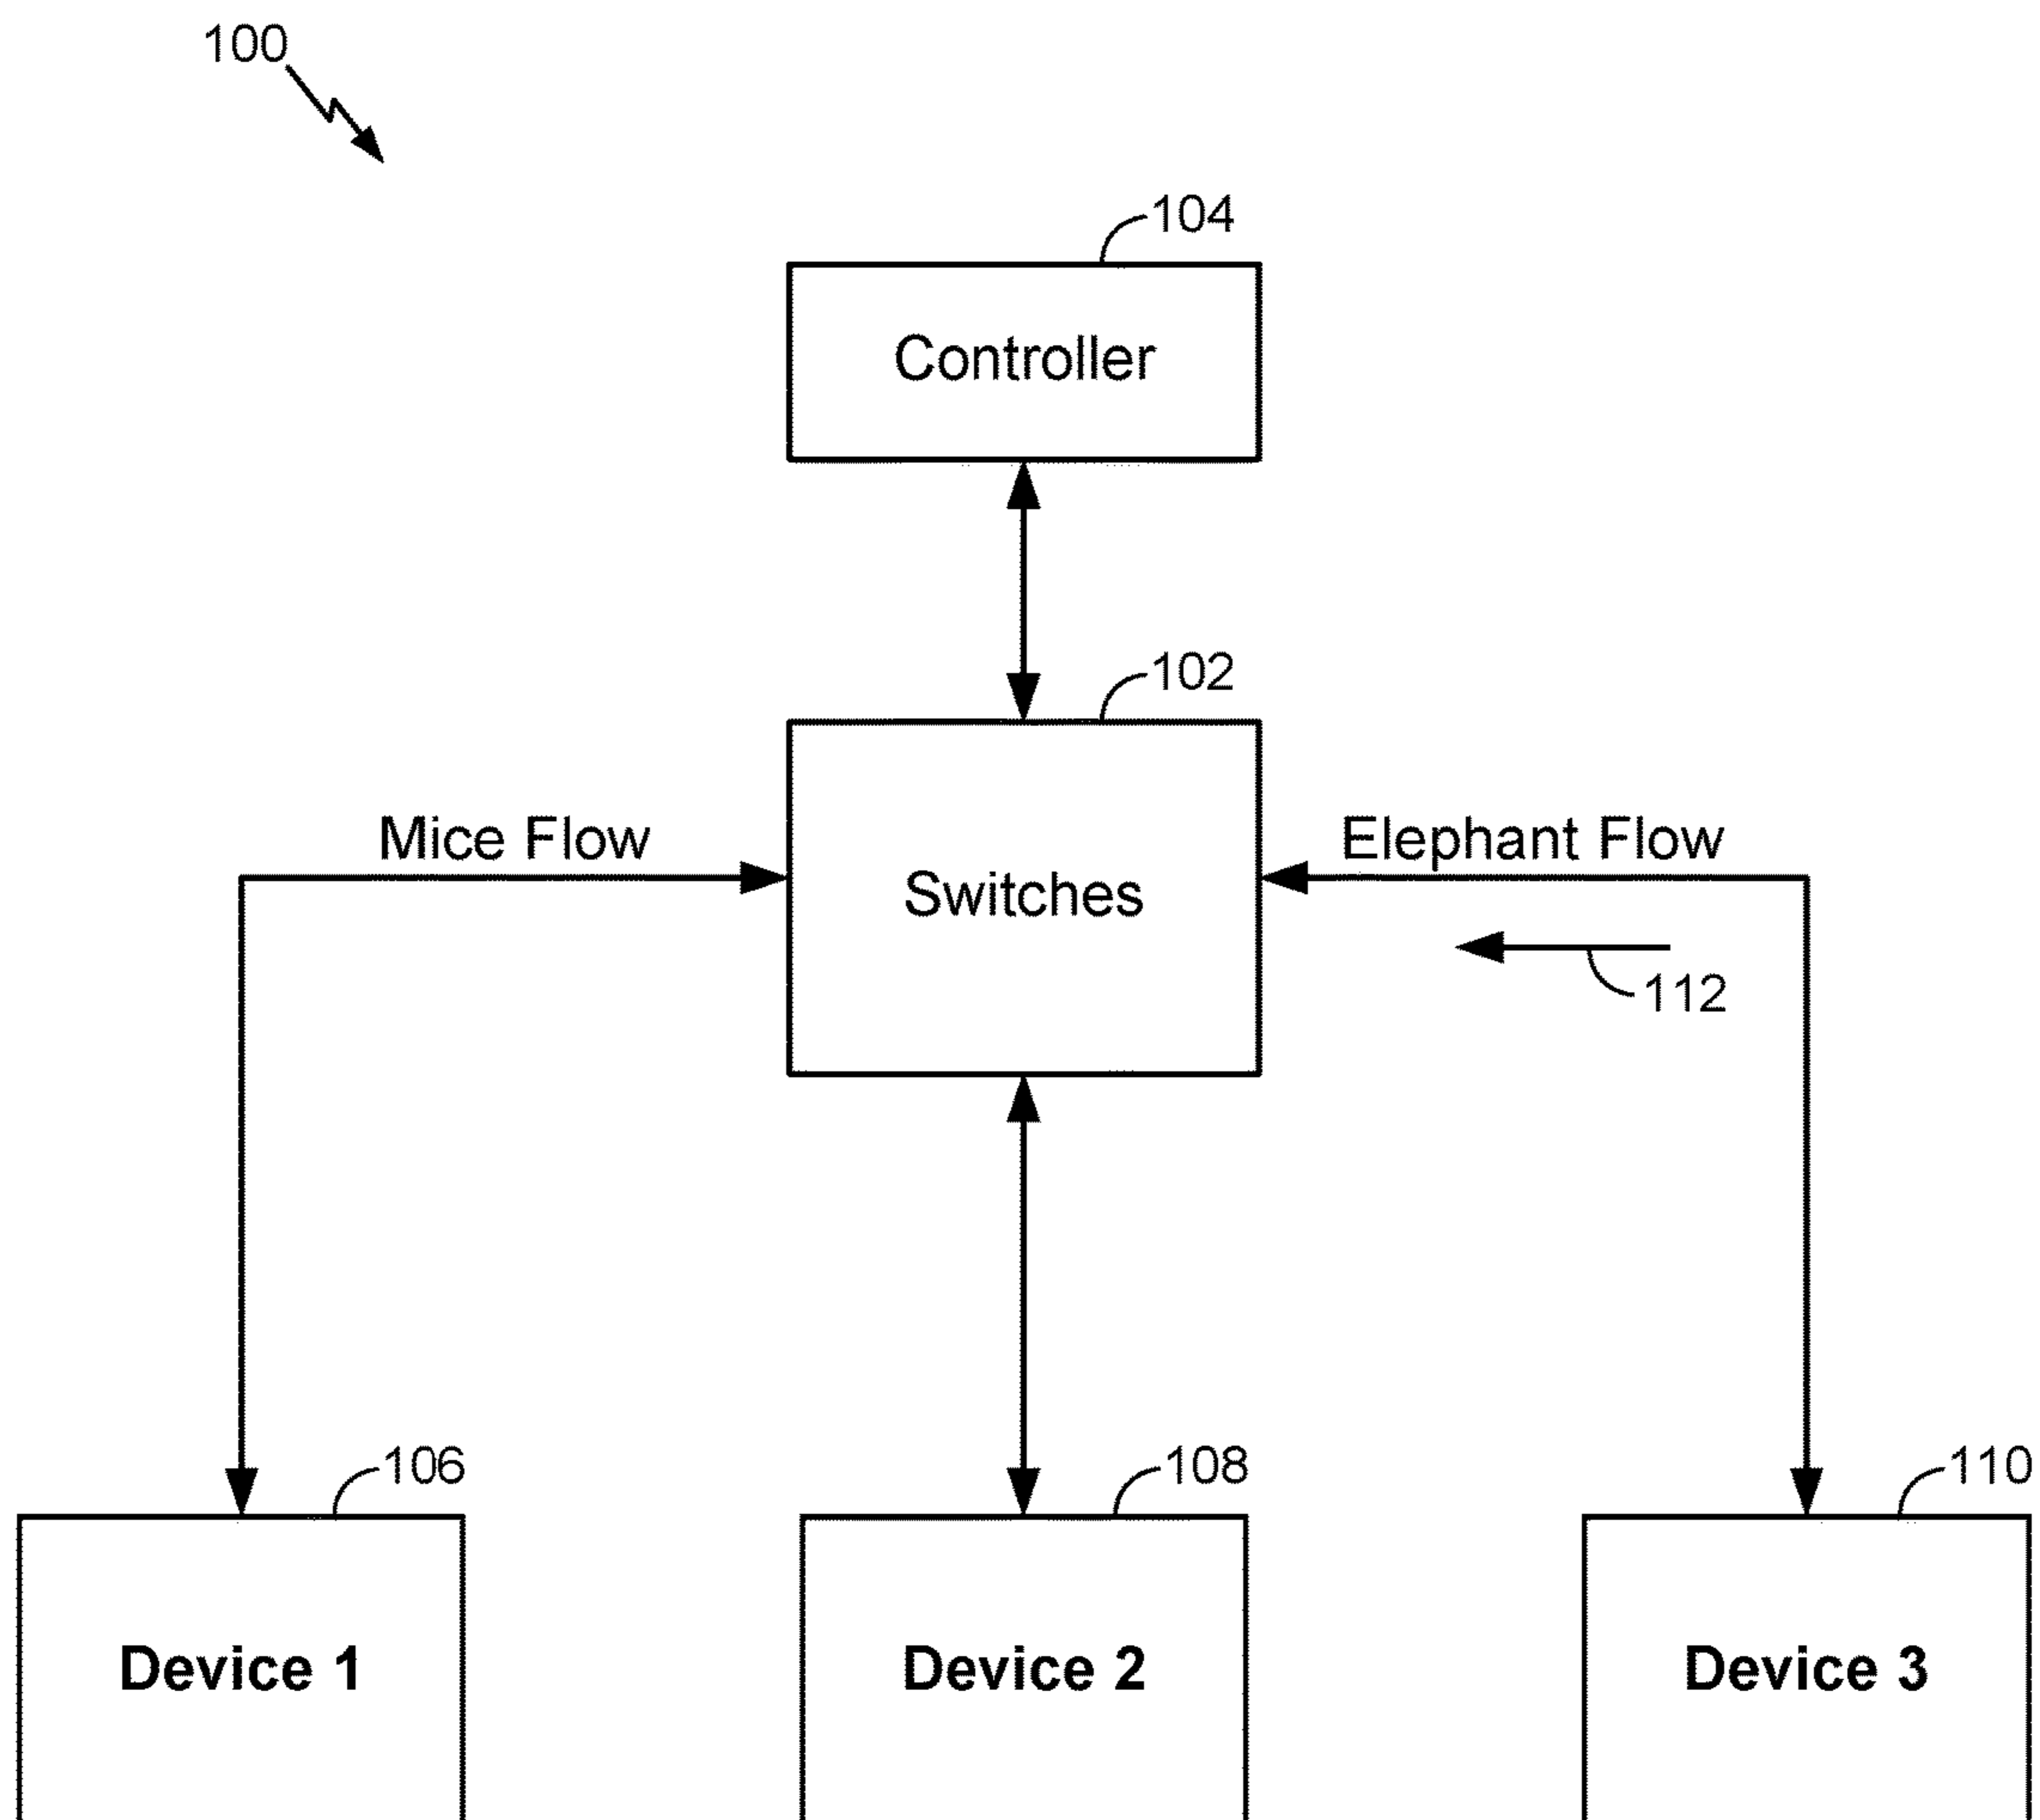 100
104
Controller
102
Mice Flow
Elephant Flow
Switches
112
106
108
110
Device 1
Device 2
Device 3